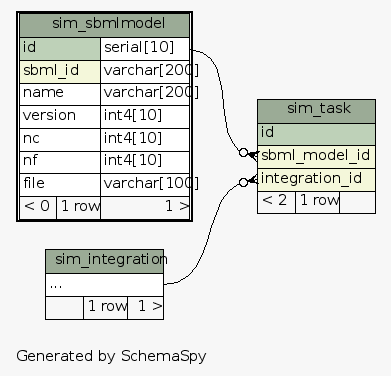 sim_sbmlmodel
id serial[10]
sbml_id varchar[200]
name varchar[200]
version int4[10]
nc int4[10]
nf int4[10]
file varchar[100]
< 0 1 row 1 >
sim_task
id
sbml_model_id
integration_id
< 2 1 row
sim_integration
...
1 row 1 >
Generated by SchemaSpy